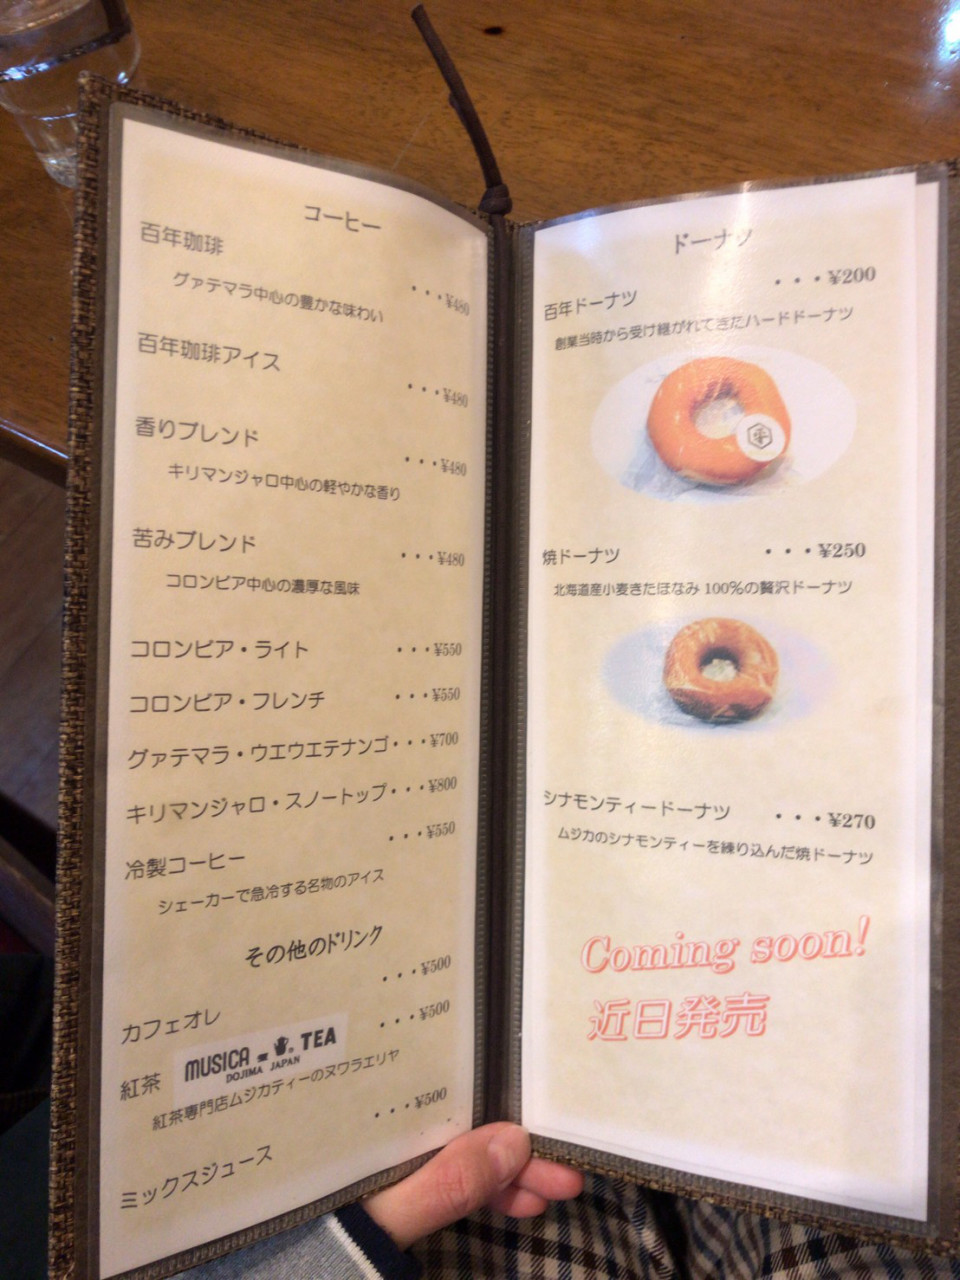 コーヒー
百年珈琲
・・・¥480
グァテマラ中心の豊かな味わい
百年珈琲アイス
・・・¥480
香りブレンド
・・・¥480
キリマンジャロ中心の軽やかな香り
苦みブレンド
・・・¥480
コロンビア中心の濃厚な風味
コロンビア・ライト ・・・¥550
コロンビア・フレンチ ・・・¥550
グァテマラ・ウエウエテナンゴ・・・¥700
キリマンジャロ・スノートップ・・・¥800
冷製コーヒー ・・・¥550
シェーカーで急冷する名物のアイス
その他のドリンク
カフェオレ ・・・¥500
紅茶 MUSICA TEA ・・・¥500
DOJIMA JAPAN
紅茶専門店ムジカティーのヌワラエリヤ
ミックスジュース ・・・¥500
ドーナツ
百年ドーナツ ・・・¥200
創業当時から受け継がれてきたハードドーナツ
焼ドーナツ ・・・¥250
北海道産小麦きたほなみ 100%の贅沢ドーナツ
シナモンティードーナツ ・・・¥270
ムジカのシナモンティーを練り込んだ焼ドーナツ
Coming soon!
近日発売